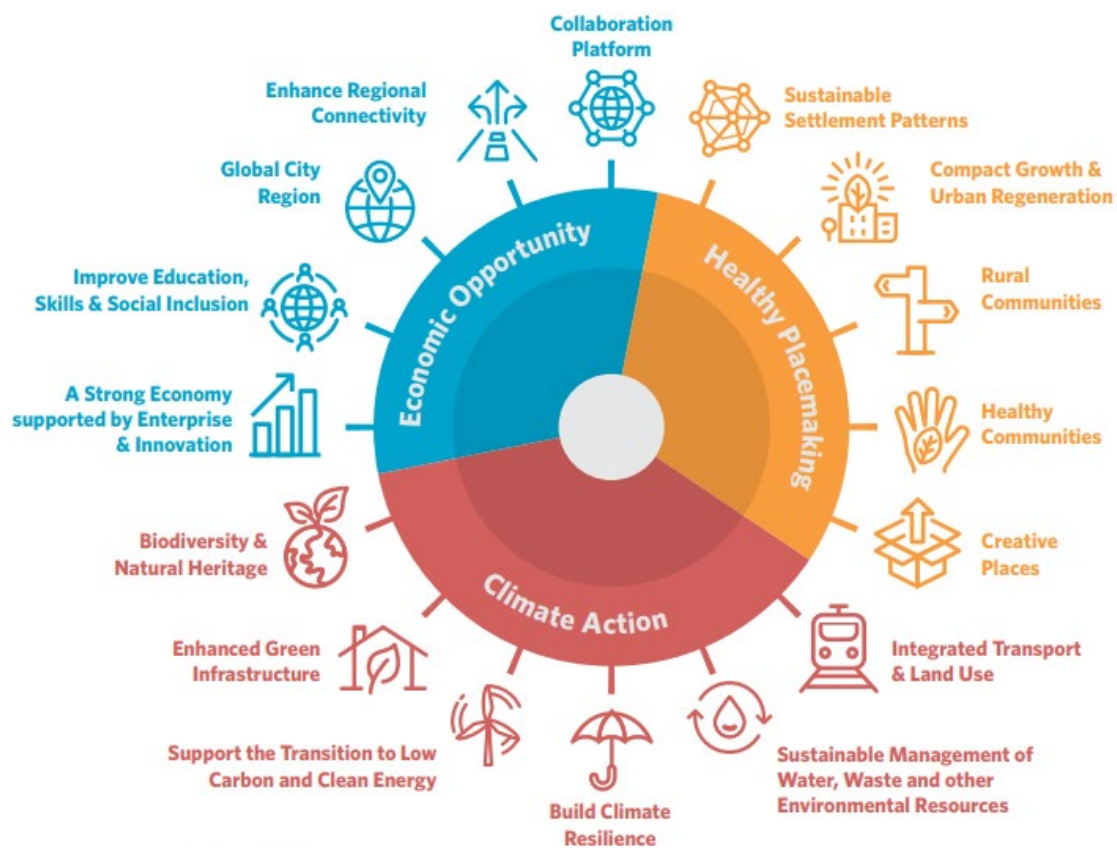 Collaboration
Platform
Enhance Regional
Connectivity
Global City
Region
Improve Education,
Skills & Social Inclusion
A Strong Economy
supported by Enterprise
& Innovation
Economic Opportunity
Sustainable
Settlement Patterns
Compact Growth &
Urban Regeneration
Rural
Communities
Healthy
Communities
Creative
Places
Healthy Placemaking
Climate Action
Biodiversity &
Natural Heritage
Enhanced Green
Infrastructure
Support the Transition to Low
Carbon and Clean Energy
Build Climate
Resilience
Sustainable Management of
Water, Waste and other
Environmental Resources
Integrated Transport
& Land Use